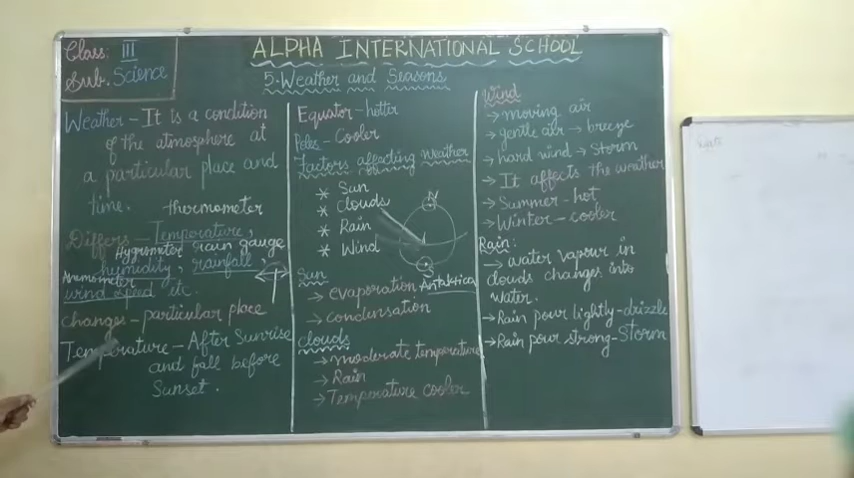 Class: III
Sub. Science
ALPHA INTERNATIONAL SCHOOL
5. Weather and Seasons
Weather - It is a condition
of the atmosphere at
a particular place and
time. thermometer
Differs - Temperature,
Hygrometer rain gauge
humidity, rainfall,
Anemometer
wind speed etc.
changes - particular place
Temperature - After Sunrise
and fall before
Sunset.
Equator - hotter
Poles - Cooler
Factors affecting weather
* Sun
* Clouds
* Rain
* Wind
N
S
Sun
→ evaporation Antartica
→ condensation
clouds
→ moderate temperature
→ Rain
→ Temperature cooler
Wind
→ moving air
→ gentle air → breeze
→ hard wind → Storm
→ It affects the weather
→ Summer - hot
→ Winter - cooler
Rain:
→ water vapour in
clouds changes into
water.
→ Rain pour lightly - drizzle
→ Rain pour strong - Storm
Date